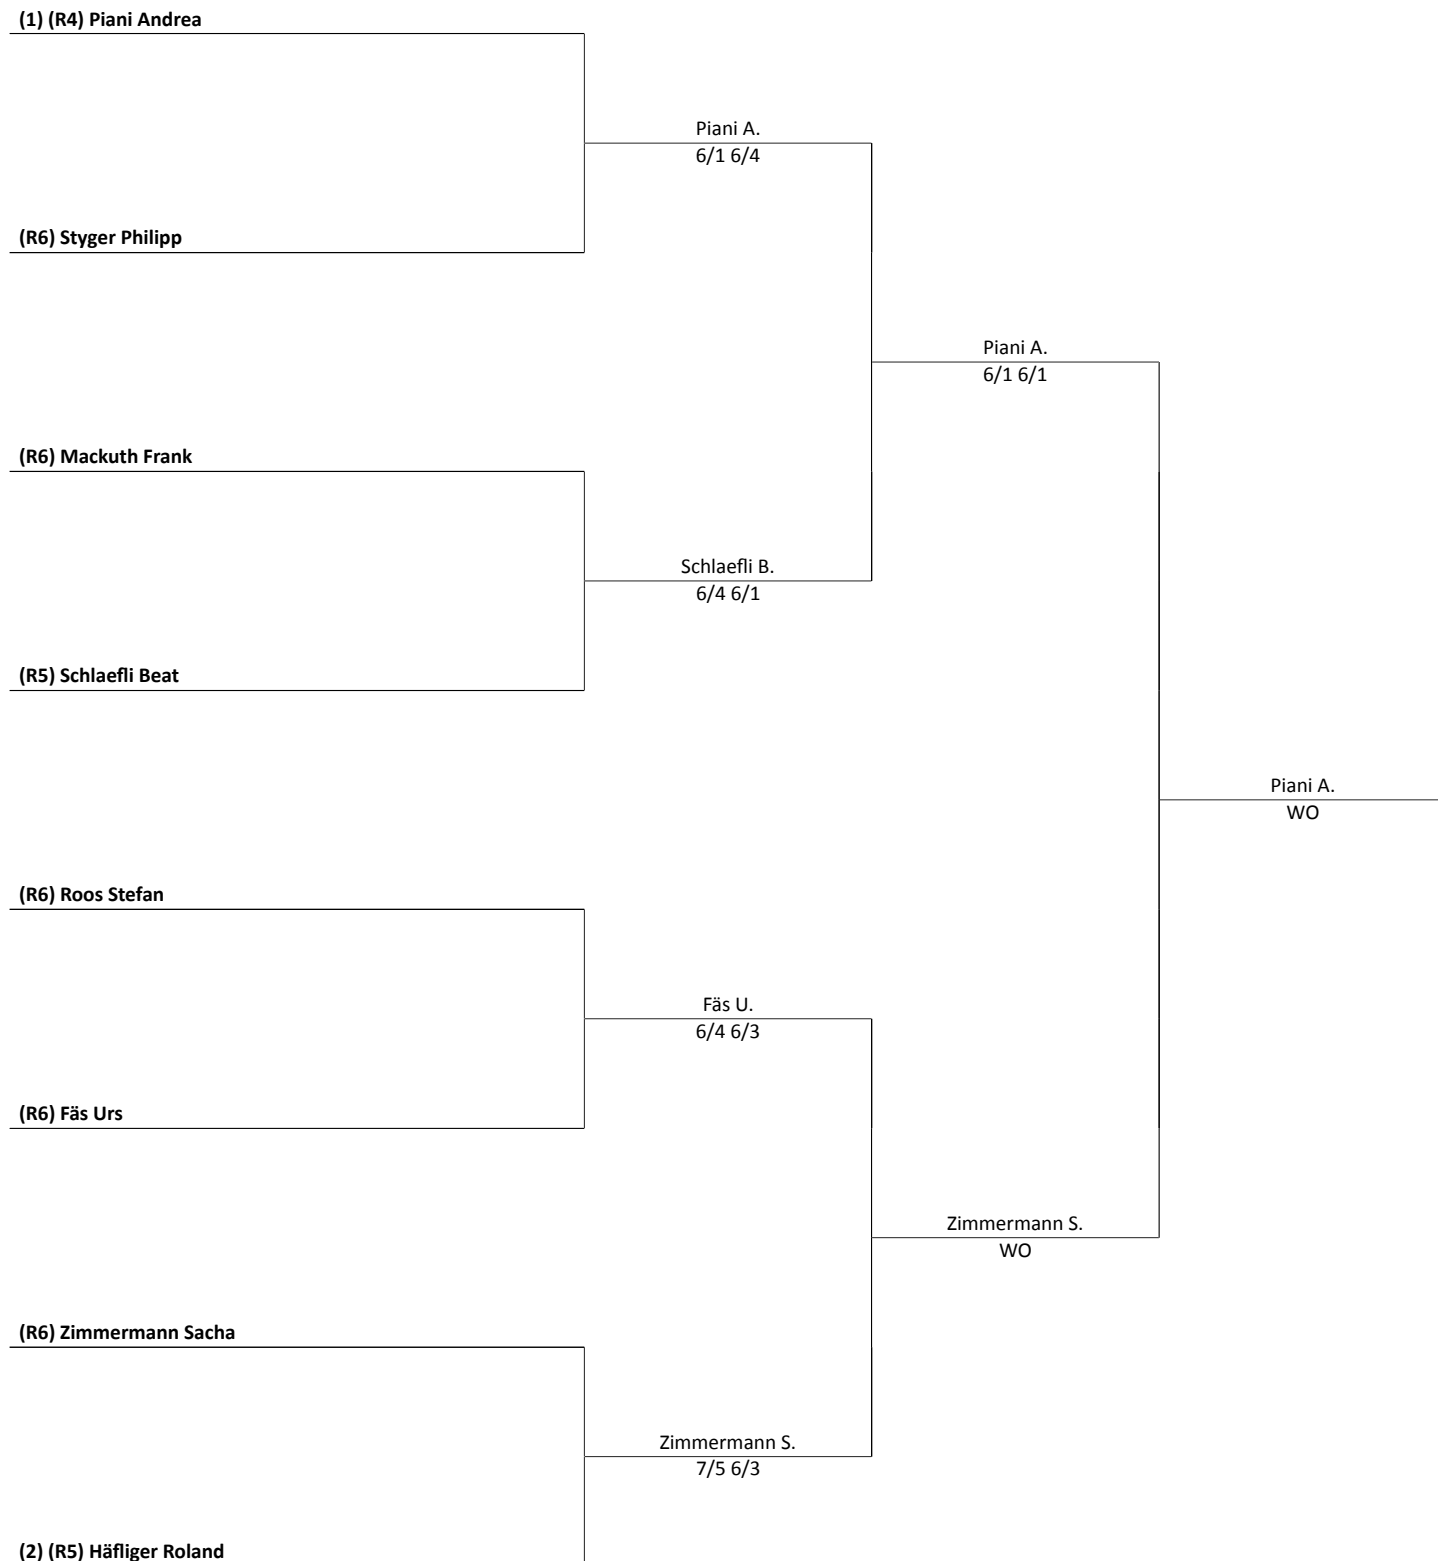 (1) (R4) Piani Andrea
Piani A.
6/1 6/4
(R6) Styger Philipp
Piani A.
6/1 6/1
(R6) Mackuth Frank
Schlaefli B.
6/4 6/1
(R5) Schlaefli Beat
Piani A.
WO
(R6) Roos Stefan
Fäs U.
6/4 6/3
(R6) Fäs Urs
Zimmermann S.
WO
(R6) Zimmermann Sacha
Zimmermann S.
7/5 6/3
(2) (R5) Häfliger Roland